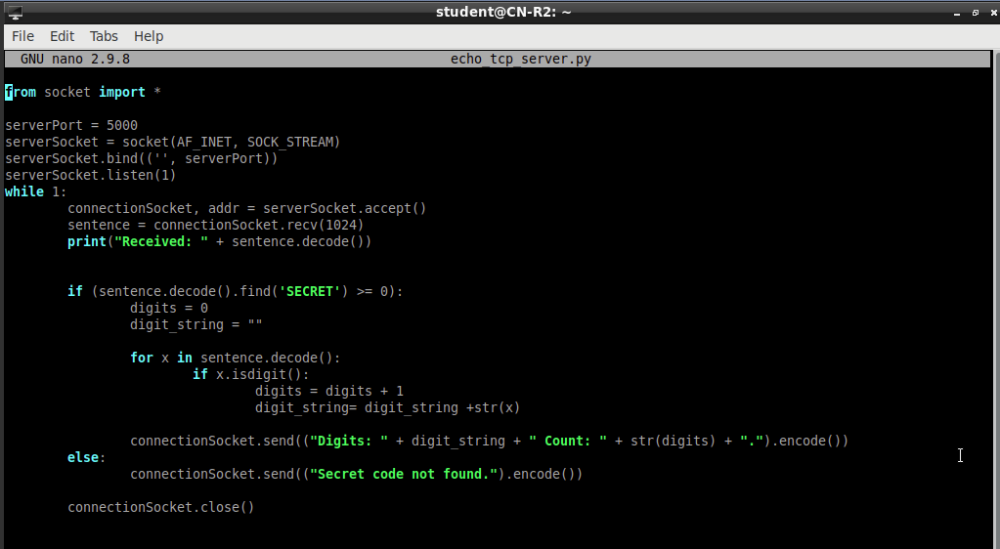 student@CN-R2: ~
File Edit Tabs Help
GNU nano 2.9.8 echo_tcp_server.py
from socket import *
serverPort = 5000
serverSocket = socket(AF_INET, SOCK_STREAM)
serverSocket.bind(('', serverPort))
serverSocket.listen(1)
while 1:
        connectionSocket, addr = serverSocket.accept()
        sentence = connectionSocket.recv(1024)
        print("Received: " + sentence.decode())
        if (sentence.decode().find('SECRET') >= 0):
                digits = 0
                digit_string = ""
                for x in sentence.decode():
                        if x.isdigit():
                                digits = digits + 1
                                digit_string= digit_string +str(x)
                connectionSocket.send(("Digits: " + digit_string + " Count: " + str(digits) + ".").encode())
        else:
                connectionSocket.send(("Secret code not found.").encode())
        connectionSocket.close()